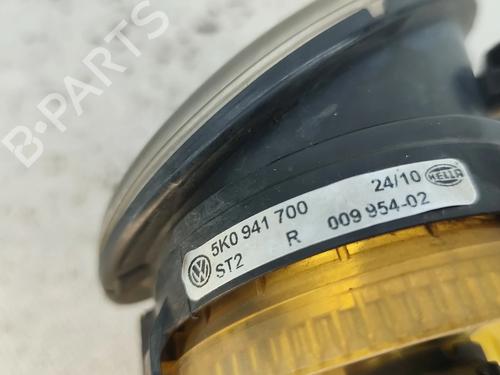 B-PARTS
5K0 941 700 24/10 HELLA
ST2 R 009 954-02